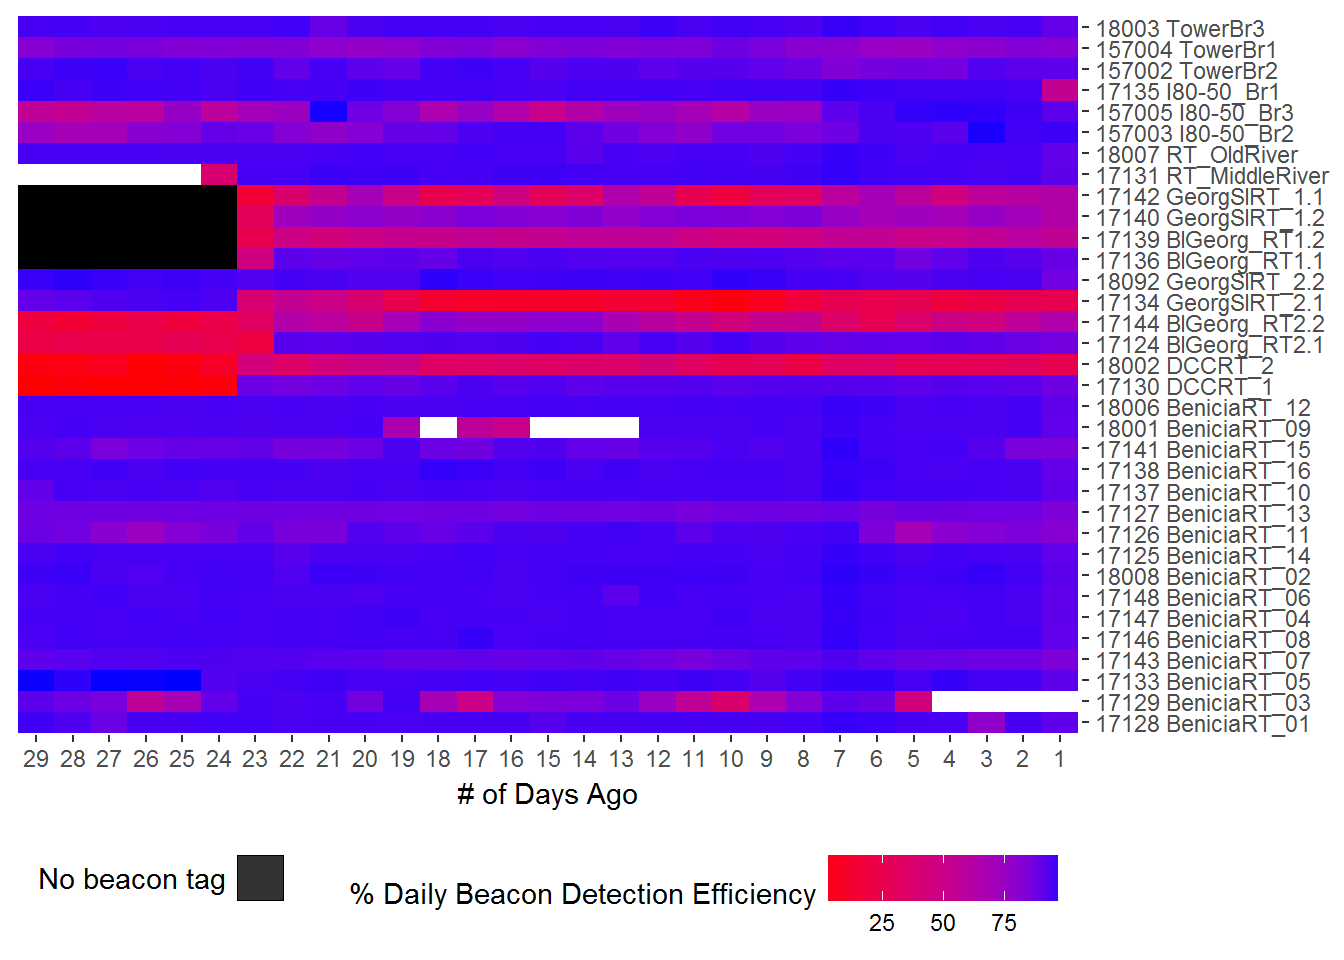 18003 TowerBr3
157004 TowerBr1
157002 TowerBr2
17135 I80-50_Br1
157005 I80-50_Br3
157003 I80-50_Br2
18007 RT_OldRiver
17131 RT_MiddleRiver
17142 GeorgSlRT_1.1
17140 GeorgSlRT_1.2
17139 BlGeorg_RT1.2
17136 BlGeorg_RT1.1
18092 GeorgSlRT_2.2
17134 GeorgSlRT_2.1
17144 BlGeorg_RT2.2
17124 BlGeorg_RT2.1
18002 DCCRT_2
17130 DCCRT_1
18006 BeniciaRT_12
18001 BeniciaRT_09
17141 BeniciaRT_15
17138 BeniciaRT_16
17137 BeniciaRT_10
17127 BeniciaRT_13
17126 BeniciaRT_11
17125 BeniciaRT_14
18008 BeniciaRT_02
17148 BeniciaRT_06
17147 BeniciaRT_04
17146 BeniciaRT_08
17143 BeniciaRT_07
17133 BeniciaRT_05
17129 BeniciaRT_03
17128 BeniciaRT_01
29 28 27 26 25 24 23 22 21 20 19 18 17 16 15 14 13 12 11 10 9 8 7 6 5 4 3 2 1
# of Days Ago
No beacon tag
% Daily Beacon Detection Efficiency
25 50 75